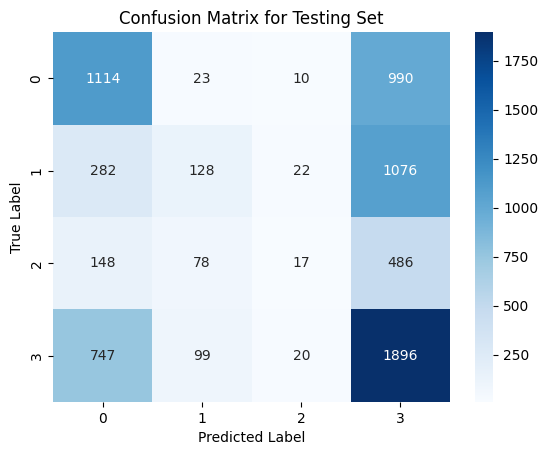 Confusion Matrix for Testing Set
0 1114 23 10 990
1 282 128 22 1076
2 148 78 17 486
3 747 99 20 1896
0 1 2 3
True Label
Predicted Label
1750
1500
1250
1000
750
500
250